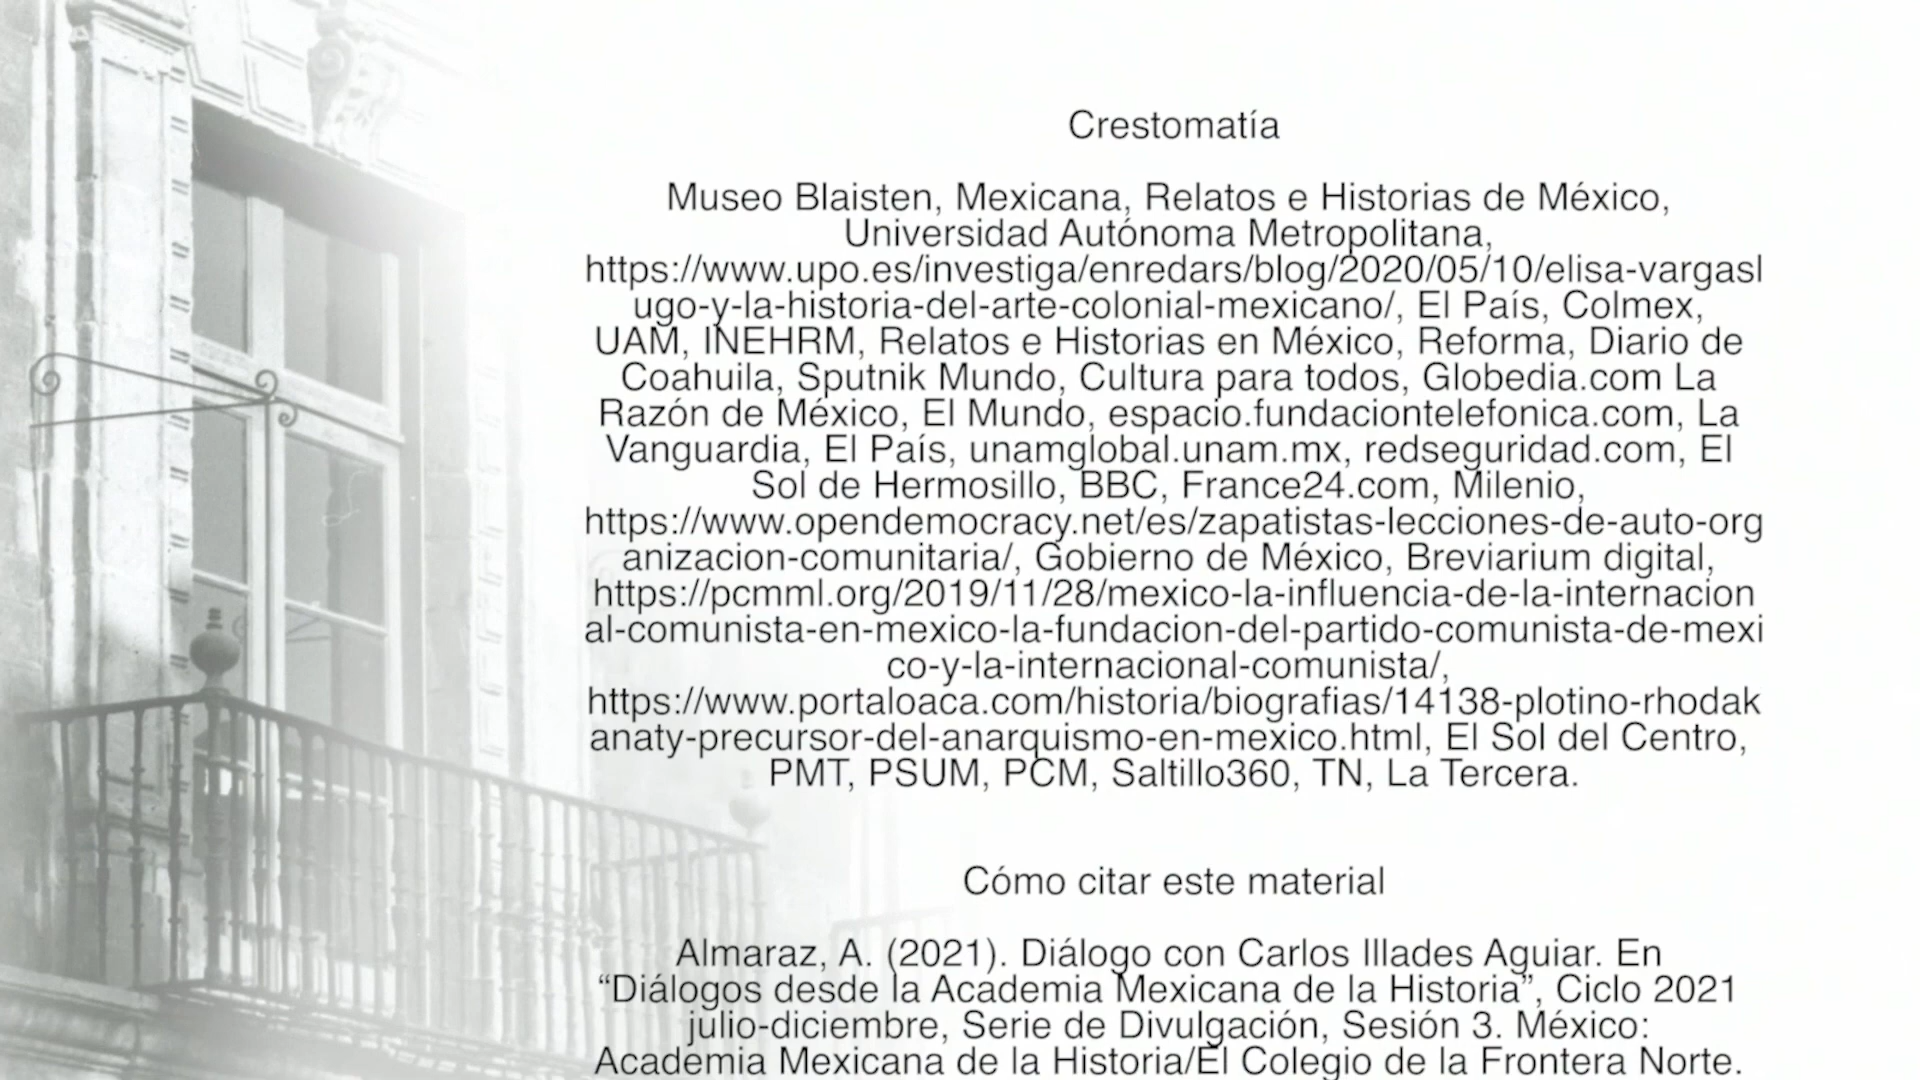 Crestomatía
Museo Blaisten, Mexicana, Relatos e Historias de México,
Universidad Autónoma Metropolitana,
https://www.upo.es/investiga/enredars/blog/2020/05/10/elisa-vargasl
ugo-y-la-historia-del-arte-colonial-mexicano/, El País, Colmex,
UAM, INEHRM, Relatos e Historias en México, Reforma, Diario de
Coahuila, Sputnik Mundo, Cultura para todos, Globedia.com La
Razón de México, El Mundo, espacio.fundaciontelefonica.com, La
Vanguardia, El País, unamglobal.unam.mx, redseguridad.com, El
Sol de Hermosillo, BBC, France24.com, Milenio,
https://www.opendemocracy.net/es/zapatistas-lecciones-de-auto-org
anizacion-comunitaria/, Gobierno de México, Breviarium digital,
https://pcmml.org/2019/11/28/mexico-la-influencia-de-la-internacion
al-comunista-en-mexico-la-fundacion-del-partido-comunista-de-mexi
co-y-la-internacional-comunista/,
https://www.portaloaca.com/historia/biografias/14138-plotino-rhodak
anaty-precursor-del-anarquismo-en-mexico.html, El Sol del Centro,
PMT, PSUM, PCM, Saltillo360, TN, La Tercera.
Cómo citar este material
Almaraz, A. (2021). Diálogo con Carlos Illades Aguiar. En
“Diálogos desde la Academia Mexicana de la Historia”, Ciclo 2021
julio-diciembre, Serie de Divulgación, Sesión 3. México:
Academia Mexicana de la Historia/El Colegio de la Frontera Norte.